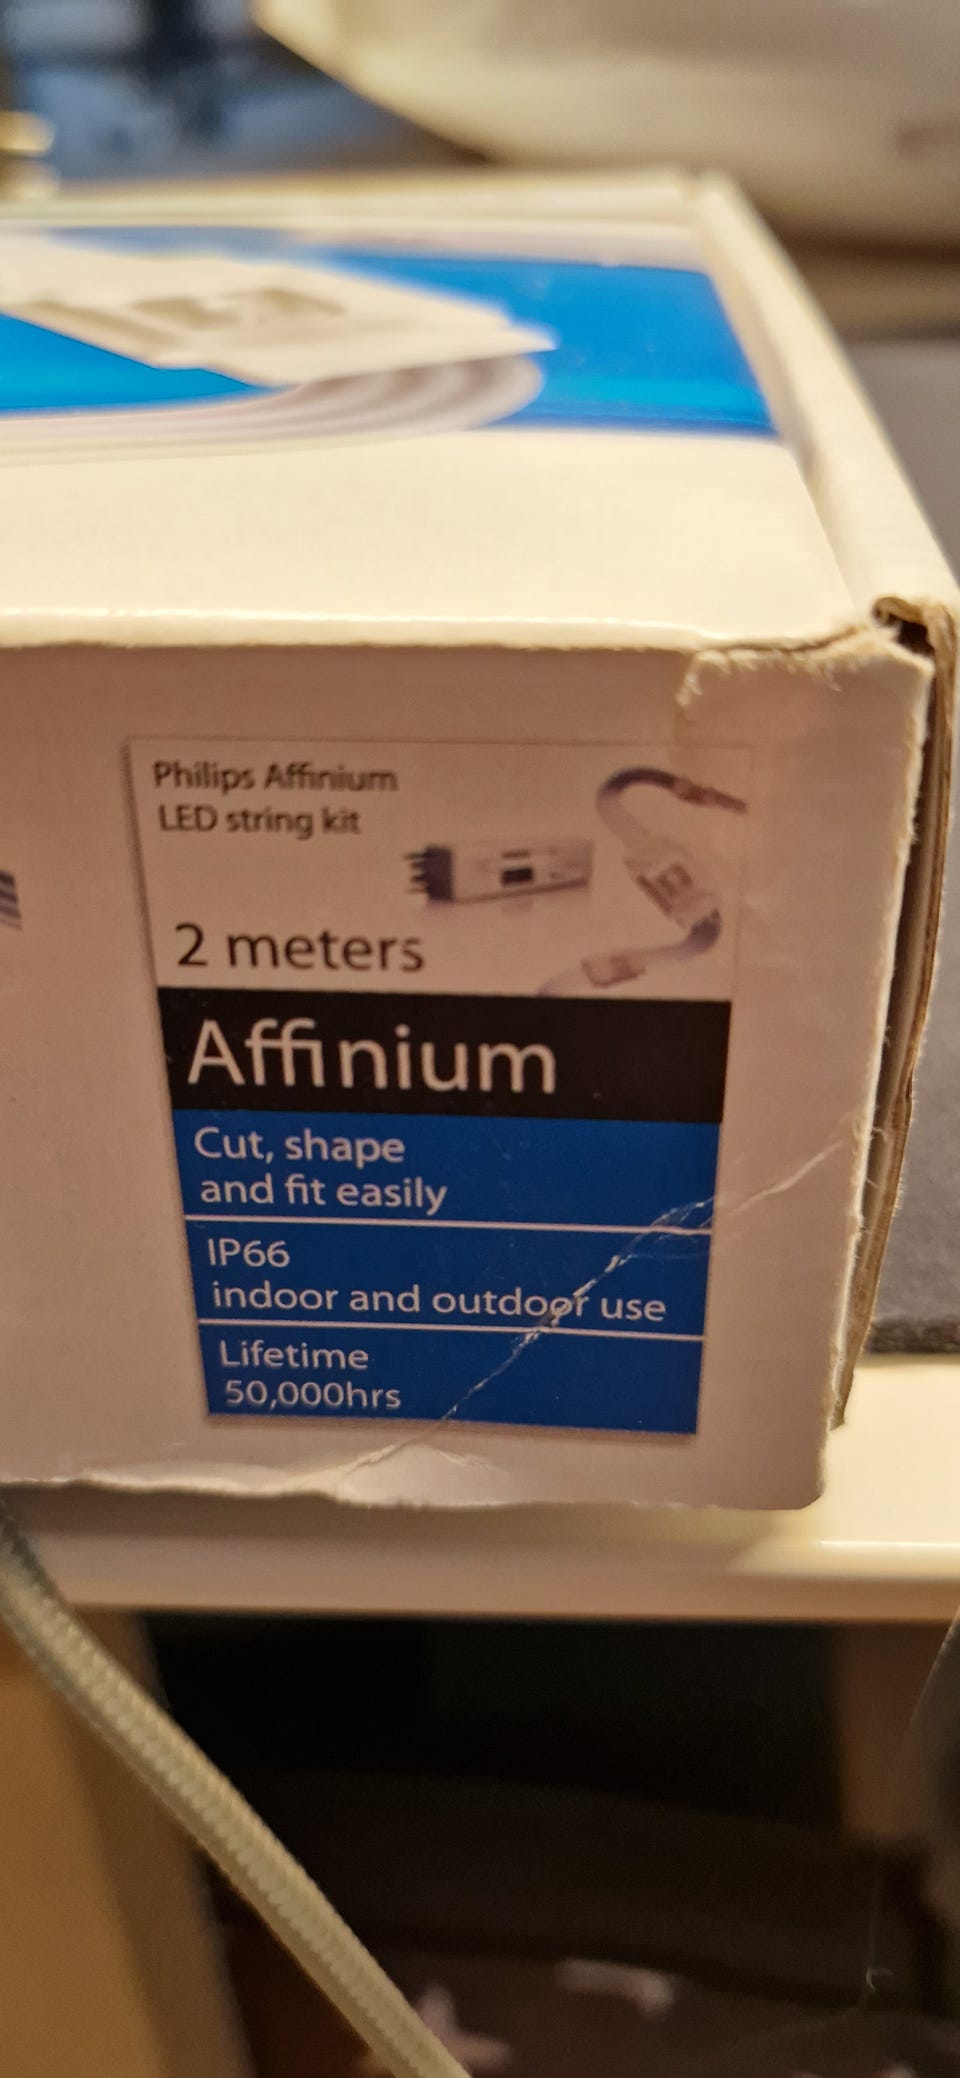 Philips Affinium
LED string kit
2 meters
Affinium
Cut, shape
and fit easily
IP66
indoor and outdoor use
Lifetime
50,000hrs